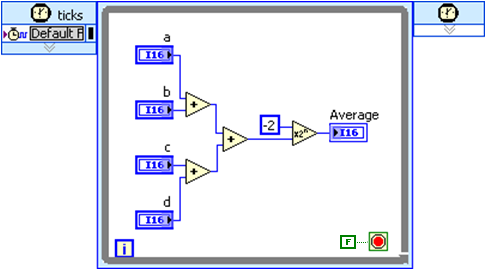 ticks
Default F
a
I16
b
I16
-2
x2ⁿ
Average
I16
c
I16
d
I16
F
i